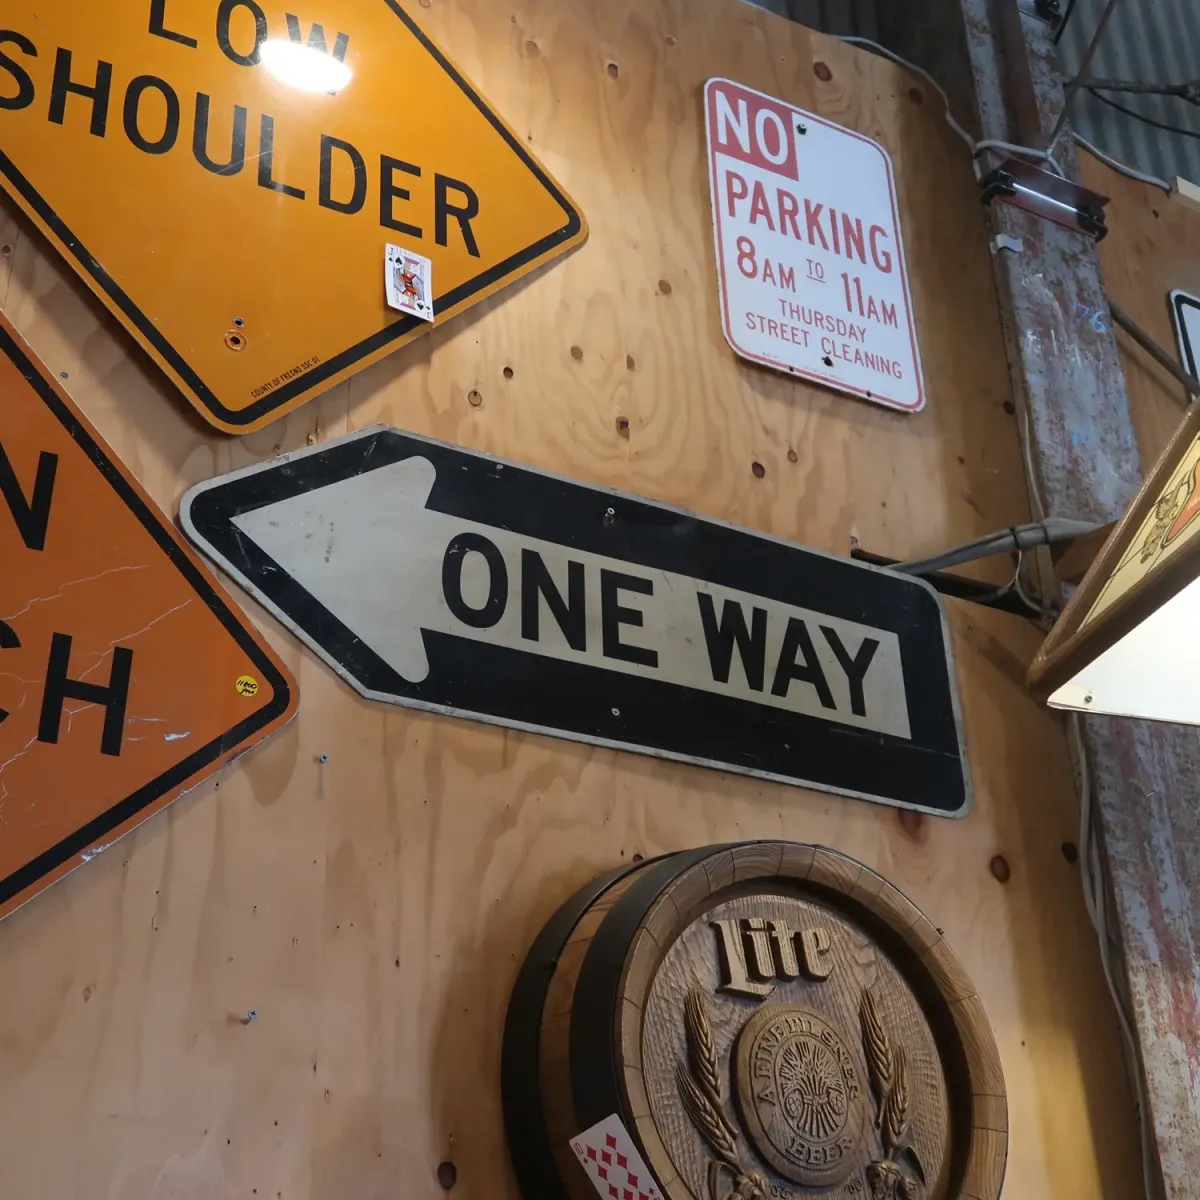 LOW
SHOULDER
COUNTY OF FRESNO
NO
PARKING
8AM TO 11AM
THURSDAY
STREET CLEANING
N
CH
ONE WAY
Lite
A FINE PILSNER
BEER
J
J